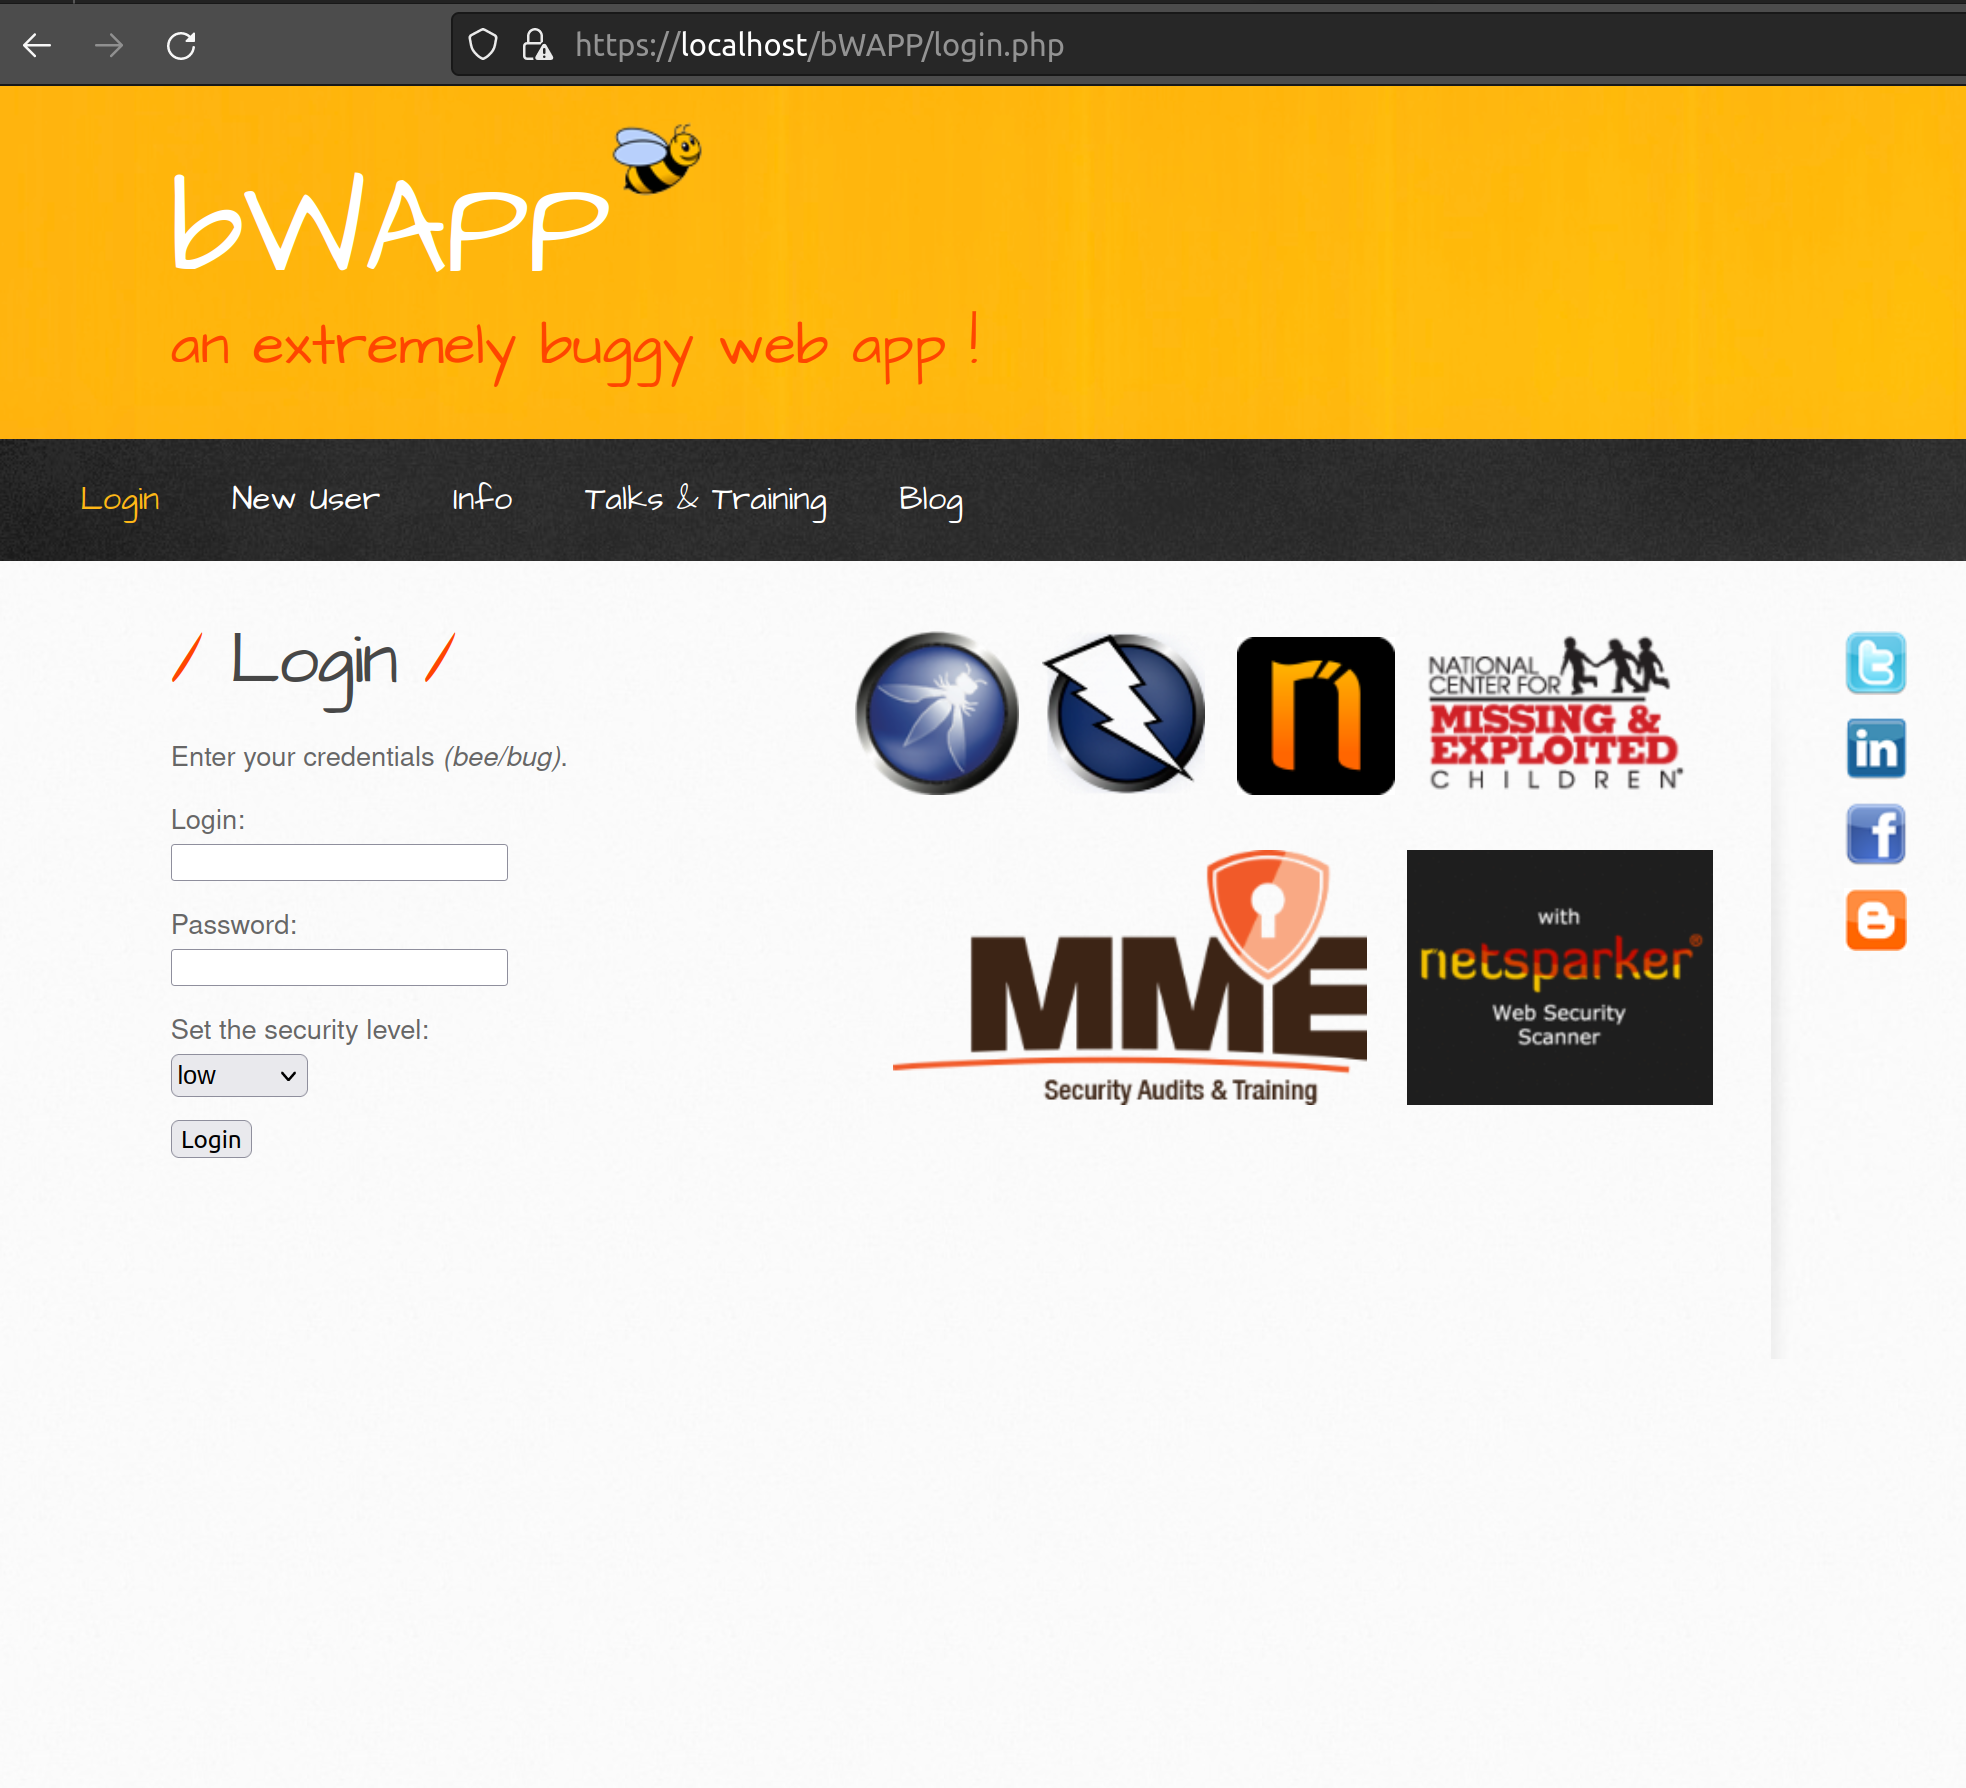 https://localhost/bWAPP/login.php
bWAPP
an extremely buggy web app !
Login New User Info Talks & Training Blog
/ Login /
Enter your credentials (bee/bug).
Login:
Password:
Set the security level:
low
Login
n
NATIONAL
CENTER FOR
MISSING &
EXPLOITED
CHILDREN®
MME
Security Audits & Training
with
netsparker®
Web Security
Scanner
t
in
f
B